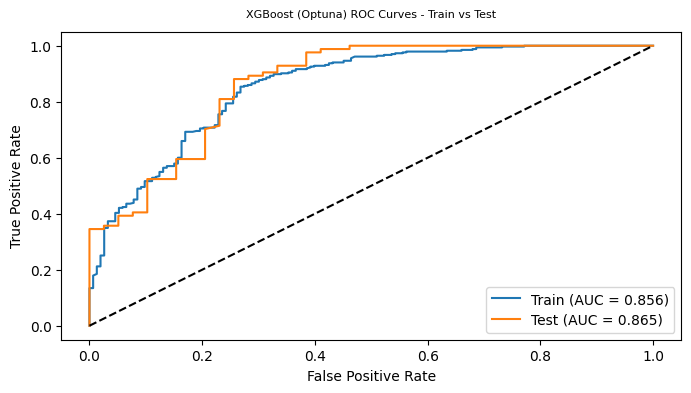 XGBoost (Optuna) ROC Curves - Train vs Test
True Positive Rate
1.0
0.8
0.6
0.4
0.2
0.0
0.0 0.2 0.4 0.6 0.8 1.0
False Positive Rate
Train (AUC = 0.856)
Test (AUC = 0.865)